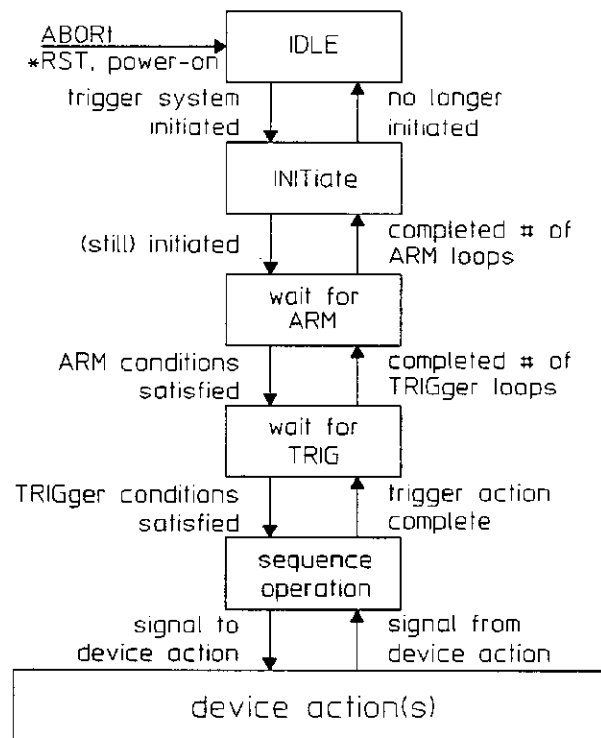 ABORt
*RST, power-on
IDLE
trigger system
initiated
no longer
initiated
INITiate
(still) initiated
completed # of
ARM loops
wait for
ARM
ARM conditions
satisfied
completed # of
TRIGger loops
wait for
TRIG
TRIGger conditions
satisfied
trigger action
complete
sequence
operation
signal to
device action
signal from
device action
device action(s)